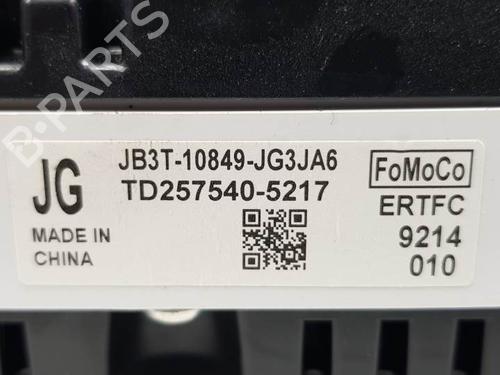 B-PARTS
JG
JB3T-10849-JG3JA6
TD257540-5217
MADE IN
CHINA
FoMoCo
ERTFC
9214
010